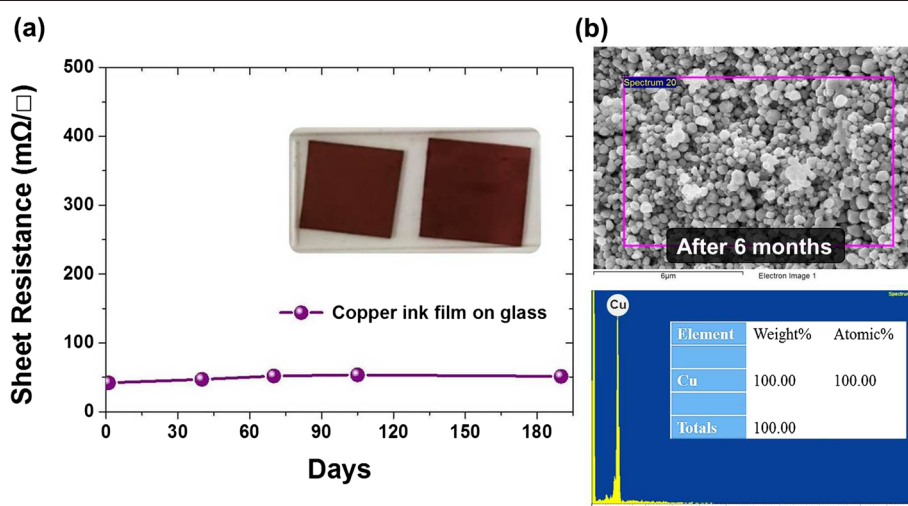 (a)
500
400
300
200
100
0
0 30 60 90 120 150 180
Sheet Resistance (mΩ/□)
Days
Copper ink film on glass
(b)
Spectrum 20
After 6 months
6µm
Electron Image 1
Spectrum
Cu
Element Weight% Atomic%
Cu 100.00 100.00
Totals 100.00